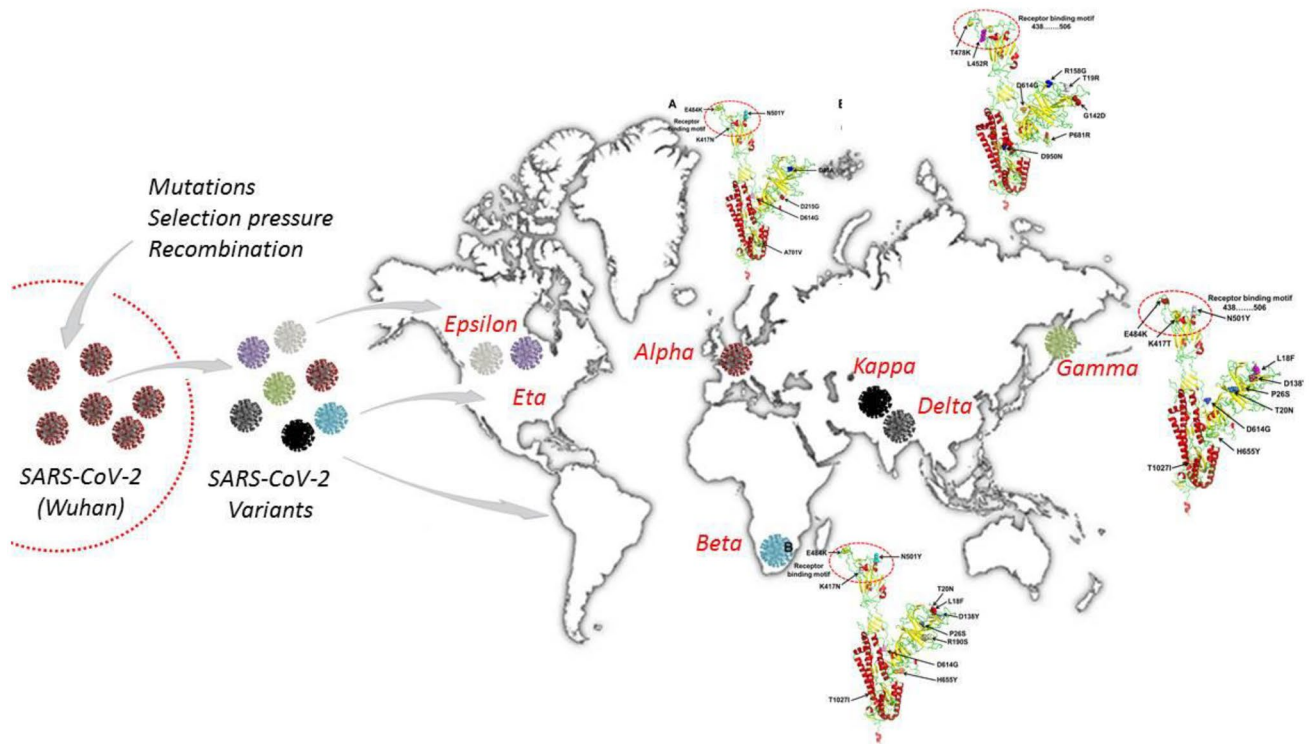 Mutations
Selection pressure
Recombination
SARS-CoV-2
(Wuhan)
SARS-CoV-2
Variants
Epsilon
Eta
Alpha
Kappa
Delta
Gamma
Beta
A
E484K
N501Y
Receptor
binding motif
K417N
D215G
D614G
A701V
Receptor binding motif
438.......506
T478K
L452R
R158G
T19R
D614G
G142D
P681R
D950N
Receptor binding motif
438.......506
E484K
N501Y
K417T
L18F
D138
P26S
T20N
D614G
H655Y
T1027I
B
E484K
N501Y
Receptor
binding motif
K417N
T20N
L18F
D138Y
P26S
R190S
D614G
H655Y
T1027I